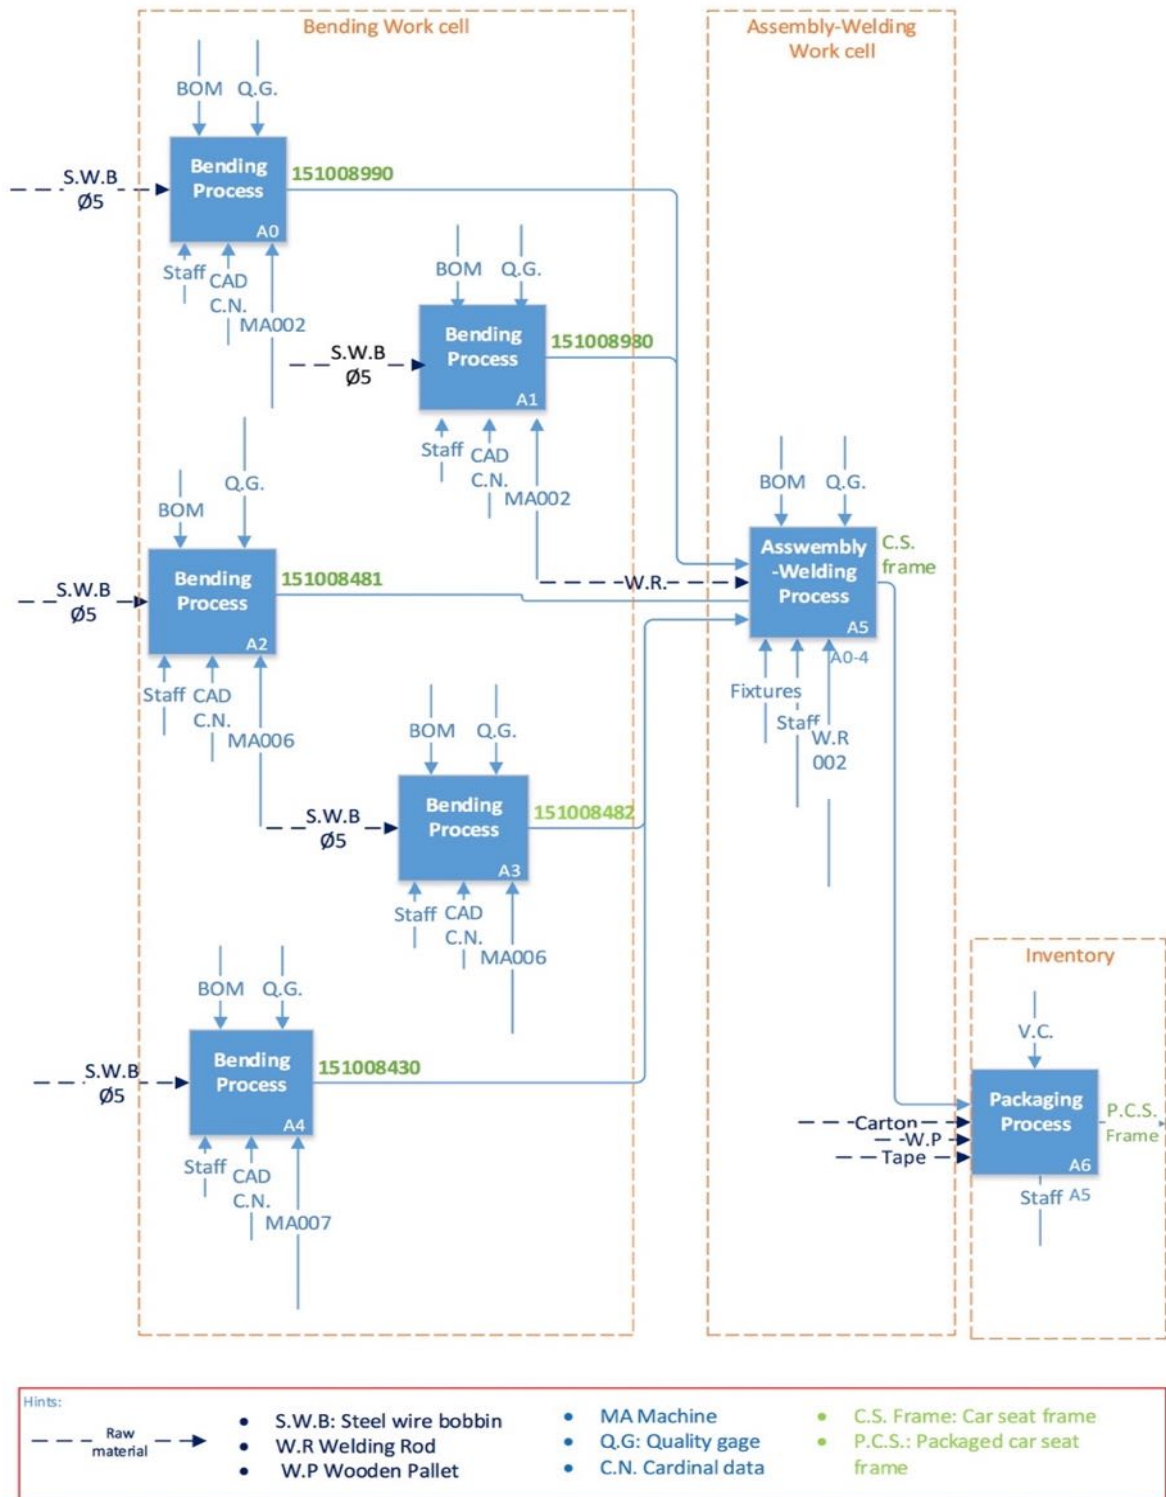 Bending Work cell
Assembly-Welding
Work cell
BOM Q.G.
Bending
Process
A0
S.W.B
Ø5
151008990
Staff CAD
C.N.
MA002
BOM Q.G.
Bending
Process
A1
S.W.B
Ø5
151008980
Staff CAD
C.N.
MA002
BOM Q.G.
Bending
Process
A2
S.W.B
Ø5
151008481
Staff CAD
C.N.
MA006
BOM Q.G.
Bending
Process
A3
S.W.B
Ø5
151008482
Staff CAD
C.N.
MA006
BOM Q.G.
Bending
Process
A4
S.W.B
Ø5
151008430
Staff CAD
C.N.
MA007
BOM Q.G.
W.R.
Asswembly
-Welding
Process
A5
A0-4
C.S.
frame
Fixtures
Staff
W.R
002
Inventory
V.C.
Packaging
Process
A6
Carton
W.P
Tape
P.C.S.
Frame
Staff A5
Hints:
Raw
material
• S.W.B: Steel wire bobbin
• W.R Welding Rod
• W.P Wooden Pallet
• MA Machine
• Q.G: Quality gage
• C.N. Cardinal data
• C.S. Frame: Car seat frame
• P.C.S.: Packaged car seat
frame